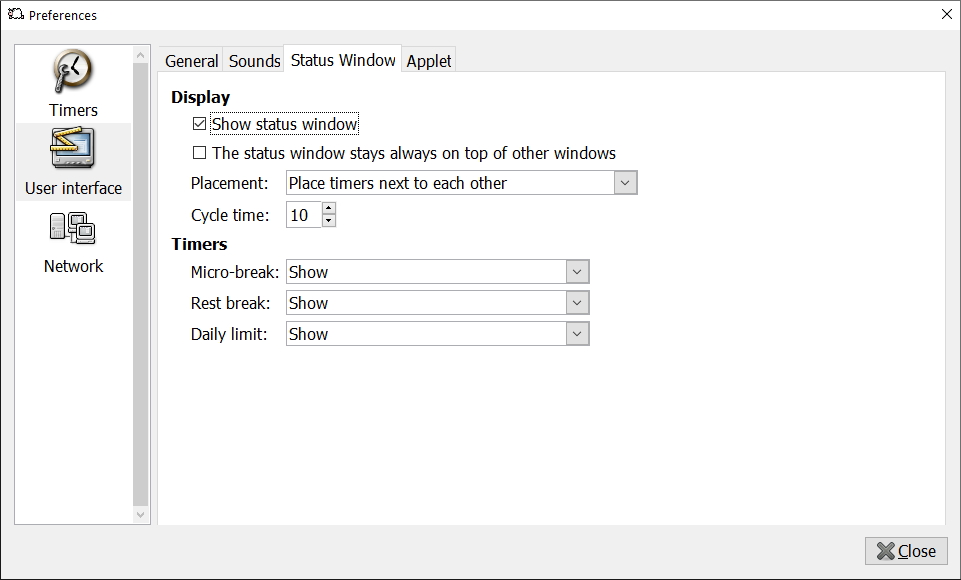 Preferences
Timers
User interface
Network
General Sounds Status Window Applet
Display
Show status window
The status window stays always on top of other windows
Placement: Place timers next to each other
Cycle time: 10
Timers
Micro-break: Show
Rest break: Show
Daily limit: Show
Close